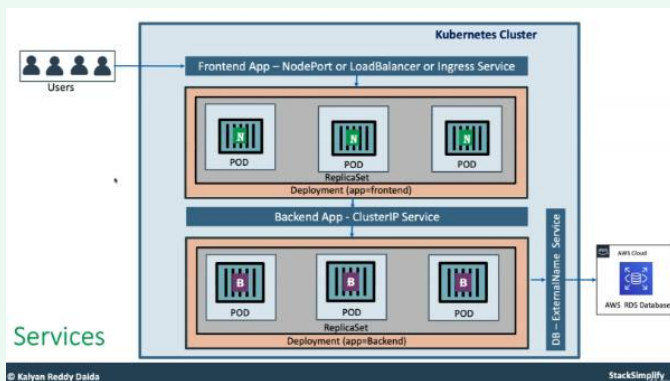 Kubernetes Cluster
Users
Frontend App – NodePort or LoadBalancer or Ingress Service
N
N
N
POD
POD
POD
ReplicaSet
Deployment (app=frontend)
Backend App - ClusterIP Service
B
B
B
POD
POD
POD
ReplicaSet
Deployment (app=Backend)
DB – ExternalName Service
AWS Cloud
AWS RDS Database
Services
© Kalyan Reddy Daida
StackSimplify